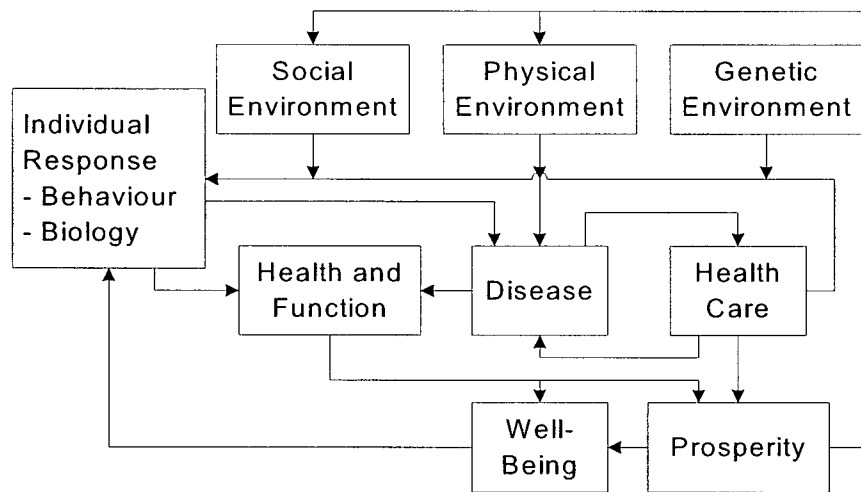 Social
Environment
Physical
Environment
Genetic
Environment
Individual
Response
- Behaviour
- Biology
Health and
Function
Disease
Health
Care
Well-
Being
Prosperity